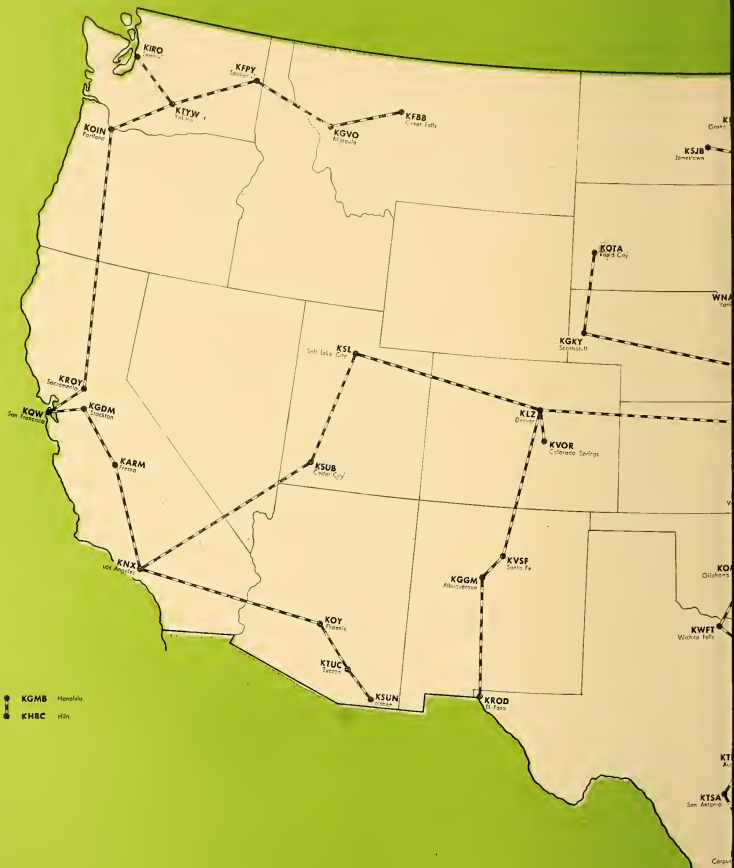 KIRO
Seattle
KFPY
Spokane
KTYW
Yakima
KOIN
Portland
KGVO
Missoula
KFBB
Great Falls
KSJB
Jamestown
KOTA
Rapid City
KGKY
Scottsbluff
WNA
KSL
Salt Lake City
KROY
Sacramento
KQW
San Francisco
KGDM
Stockton
KLZ
Denver
KVOR
Colorado Springs
KARM
Fresno
KSUB
Cedar City
KNX
Los Angeles
KVSF
Santa Fe
KGGM
Albuquerque
KOY
Phoenix
KTUC
Tucson
KSUN
KROD
El Paso
Oklahoma
KWFT
Wichita Falls
KGMB Honolulu
KHBC Hilo
KTSA
San Antonio
Corpus